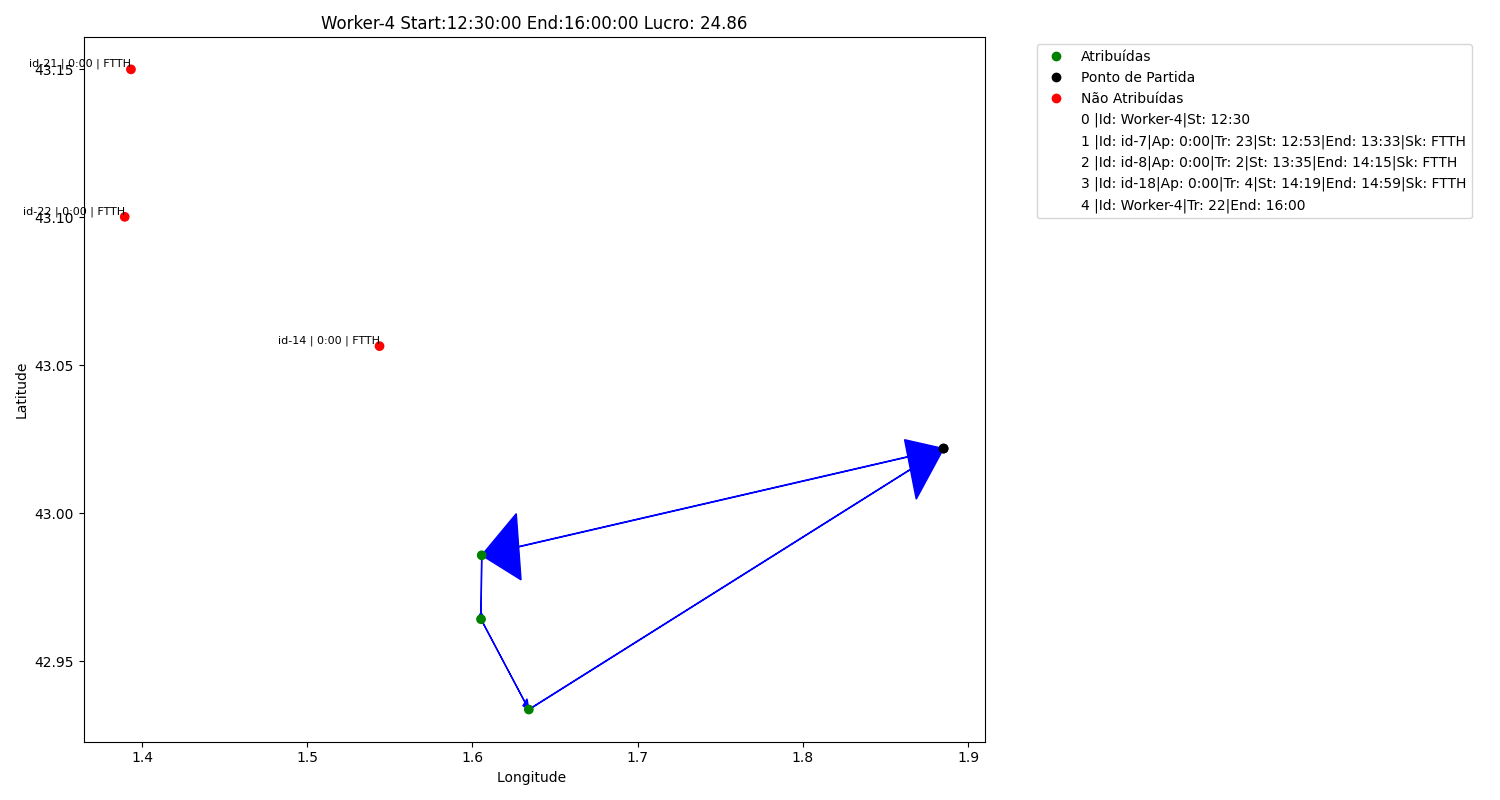 Worker-4 Start:12:30:00 End:16:00:00 Lucro: 24.86
id-21 | 0:00 | FTTH
43.15
id-22 | 0:00 | FTTH
43.10
id-14 | 0:00 | FTTH
43.05
43.00
42.95
Latitude
1.4 1.5 1.6 1.7 1.8 1.9
Longitude
Atribuídas
Ponto de Partida
Não Atribuídas
0 |Id: Worker-4|St: 12:30
1 |Id: id-7|Ap: 0:00|Tr: 23|St: 12:53|End: 13:33|Sk: FTTH
2 |Id: id-8|Ap: 0:00|Tr: 2|St: 13:35|End: 14:15|Sk: FTTH
3 |Id: id-18|Ap: 0:00|Tr: 4|St: 14:19|End: 14:59|Sk: FTTH
4 |Id: Worker-4|Tr: 22|End: 16:00